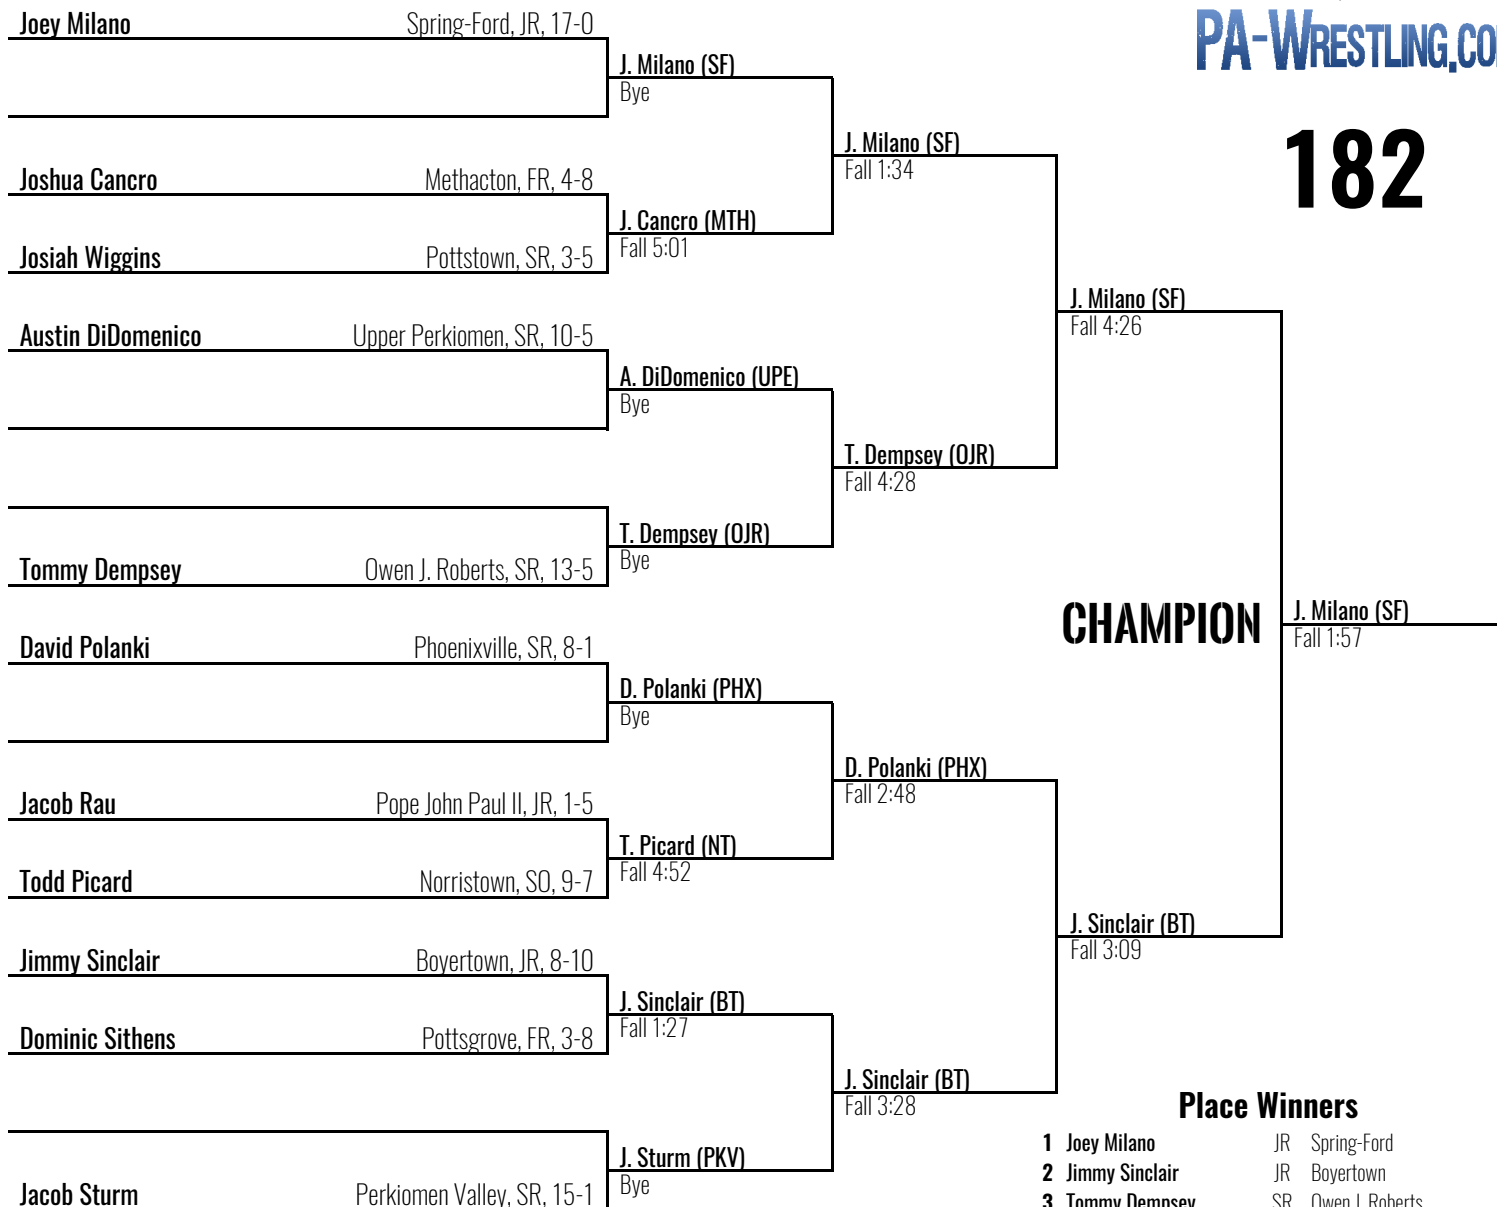 PA-WRESTLING.CO
182
Joey Milano Spring-Ford, JR, 17-0
J. Milano (SF)
Bye
J. Milano (SF)
Fall 1:34
Joshua Cancro Methacton, FR, 4-8
J. Cancro (MTH)
Fall 5:01
Josiah Wiggins Pottstown, SR, 3-5
J. Milano (SF)
Fall 4:26
Austin DiDomenico Upper Perkiomen, SR, 10-5
A. DiDomenico (UPE)
Bye
T. Dempsey (OJR)
Fall 4:28
T. Dempsey (OJR)
Bye
Tommy Dempsey Owen J. Roberts, SR, 13-5
CHAMPION
J. Milano (SF)
Fall 1:57
David Polanki Phoenixville, SR, 8-1
D. Polanki (PHX)
Bye
D. Polanki (PHX)
Fall 2:48
Jacob Rau Pope John Paul II, JR, 1-5
T. Picard (NT)
Fall 4:52
Todd Picard Norristown, SO, 9-7
J. Sinclair (BT)
Fall 3:09
Jimmy Sinclair Boyertown, JR, 8-10
J. Sinclair (BT)
Fall 1:27
Dominic Sithens Pottsgrove, FR, 3-8
J. Sinclair (BT)
Fall 3:28
J. Sturm (PKV)
Bye
Jacob Sturm Perkiomen Valley, SR, 15-1
Place Winners
1 Joey Milano JR Spring-Ford
2 Jimmy Sinclair JR Boyertown
3 Tommy Dempsey SR Owen J. Roberts